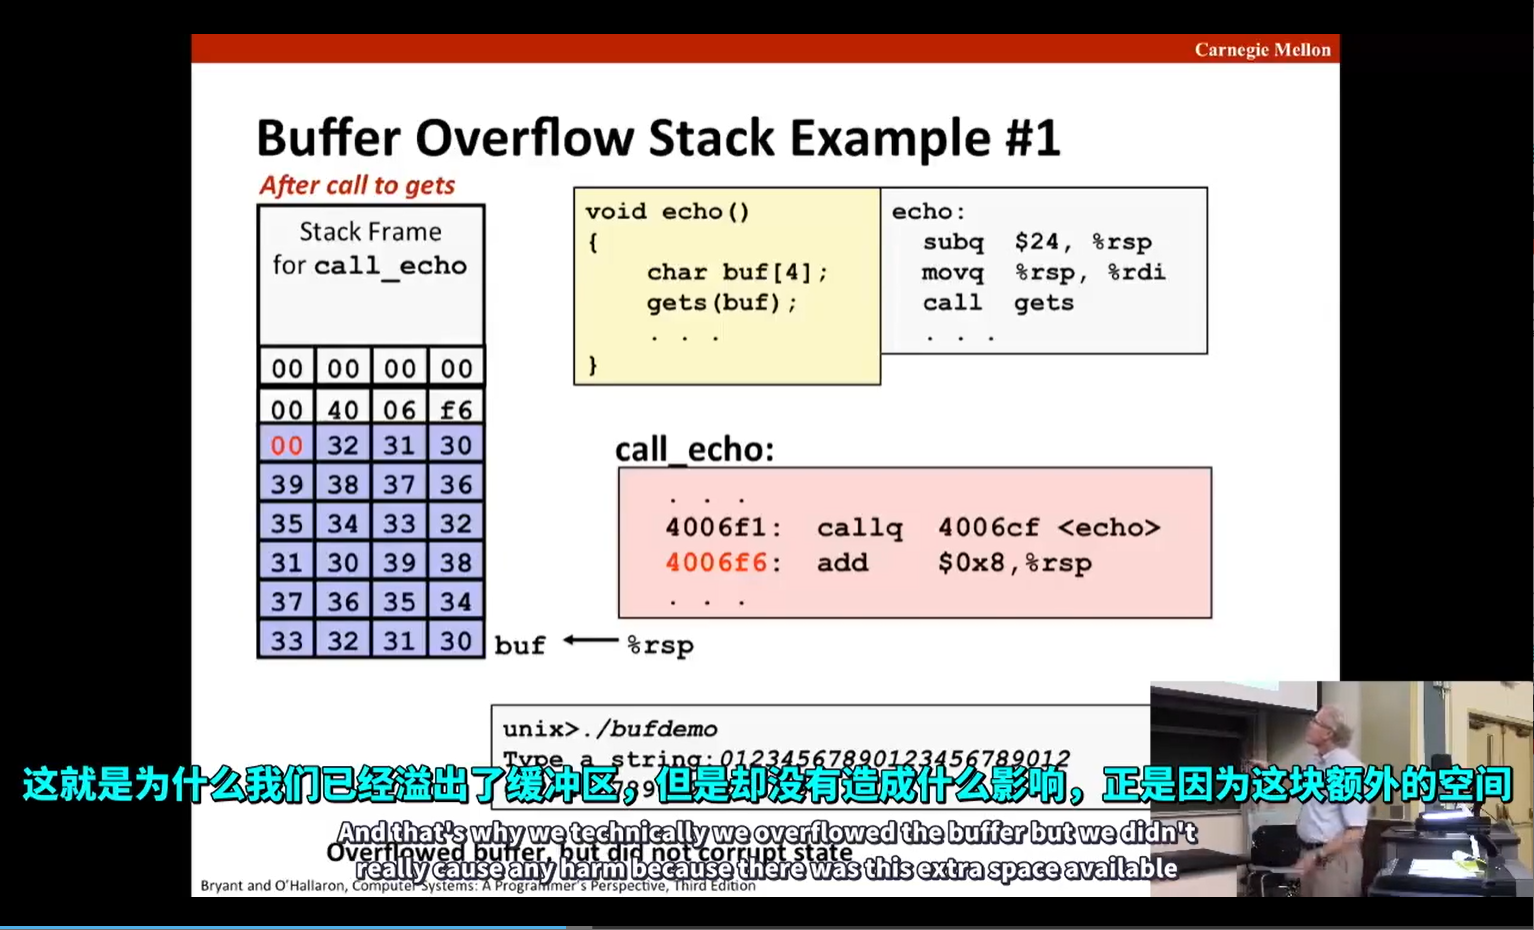 Carnegie Mellon
Buffer Overflow Stack Example #1
After call to gets
Stack Frame
for call_echo
00 00 00 00
00 40 06 f6
00 32 31 30
39 38 37 36
35 34 33 32
31 30 39 38
37 36 35 34
33 32 31 30
buf
%rsp
void echo()
{
char buf[4];
gets(buf);
. . .
}
echo:
subq $24, %rsp
movq %rsp, %rdi
call gets
. . .
call_echo:
. . .
4006f1: callq 4006cf <echo>
4006f6: add $0x8,%rsp
. . .
unix>./bufdemo
Type a string:01234567890123456789012
这就是为什么我们已经溢出了缓冲区，但是却没有造成什么影响，正是因为这块额外的空间
And that's why we technically we overflowed the buffer but we didn't
Overflowed buffer, but did not corrupt state
really cause any harm because there was this extra space available
Bryant and O'Hallaron, Computer Systems: A Programmer's Perspective, Third Edition